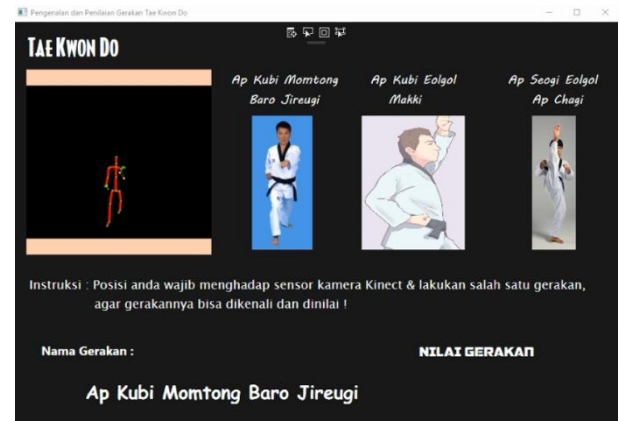 Pengenalan dan Penilaian Gerakan Tae Kwon Do
TAE KWON DO
Ap Kubi Momtong
Baro Jireugi
Ap Kubi Eolgol
Makki
Ap Seogi Eolgol
Ap Chagi
Instruksi : Posisi anda wajib menghadap sensor kamera Kinect & lakukan salah satu gerakan,
agar gerakannya bisa dikenali dan dinilai !
Nama Gerakan :
NILAI GERAKAN
Ap Kubi Momtong Baro Jireugi